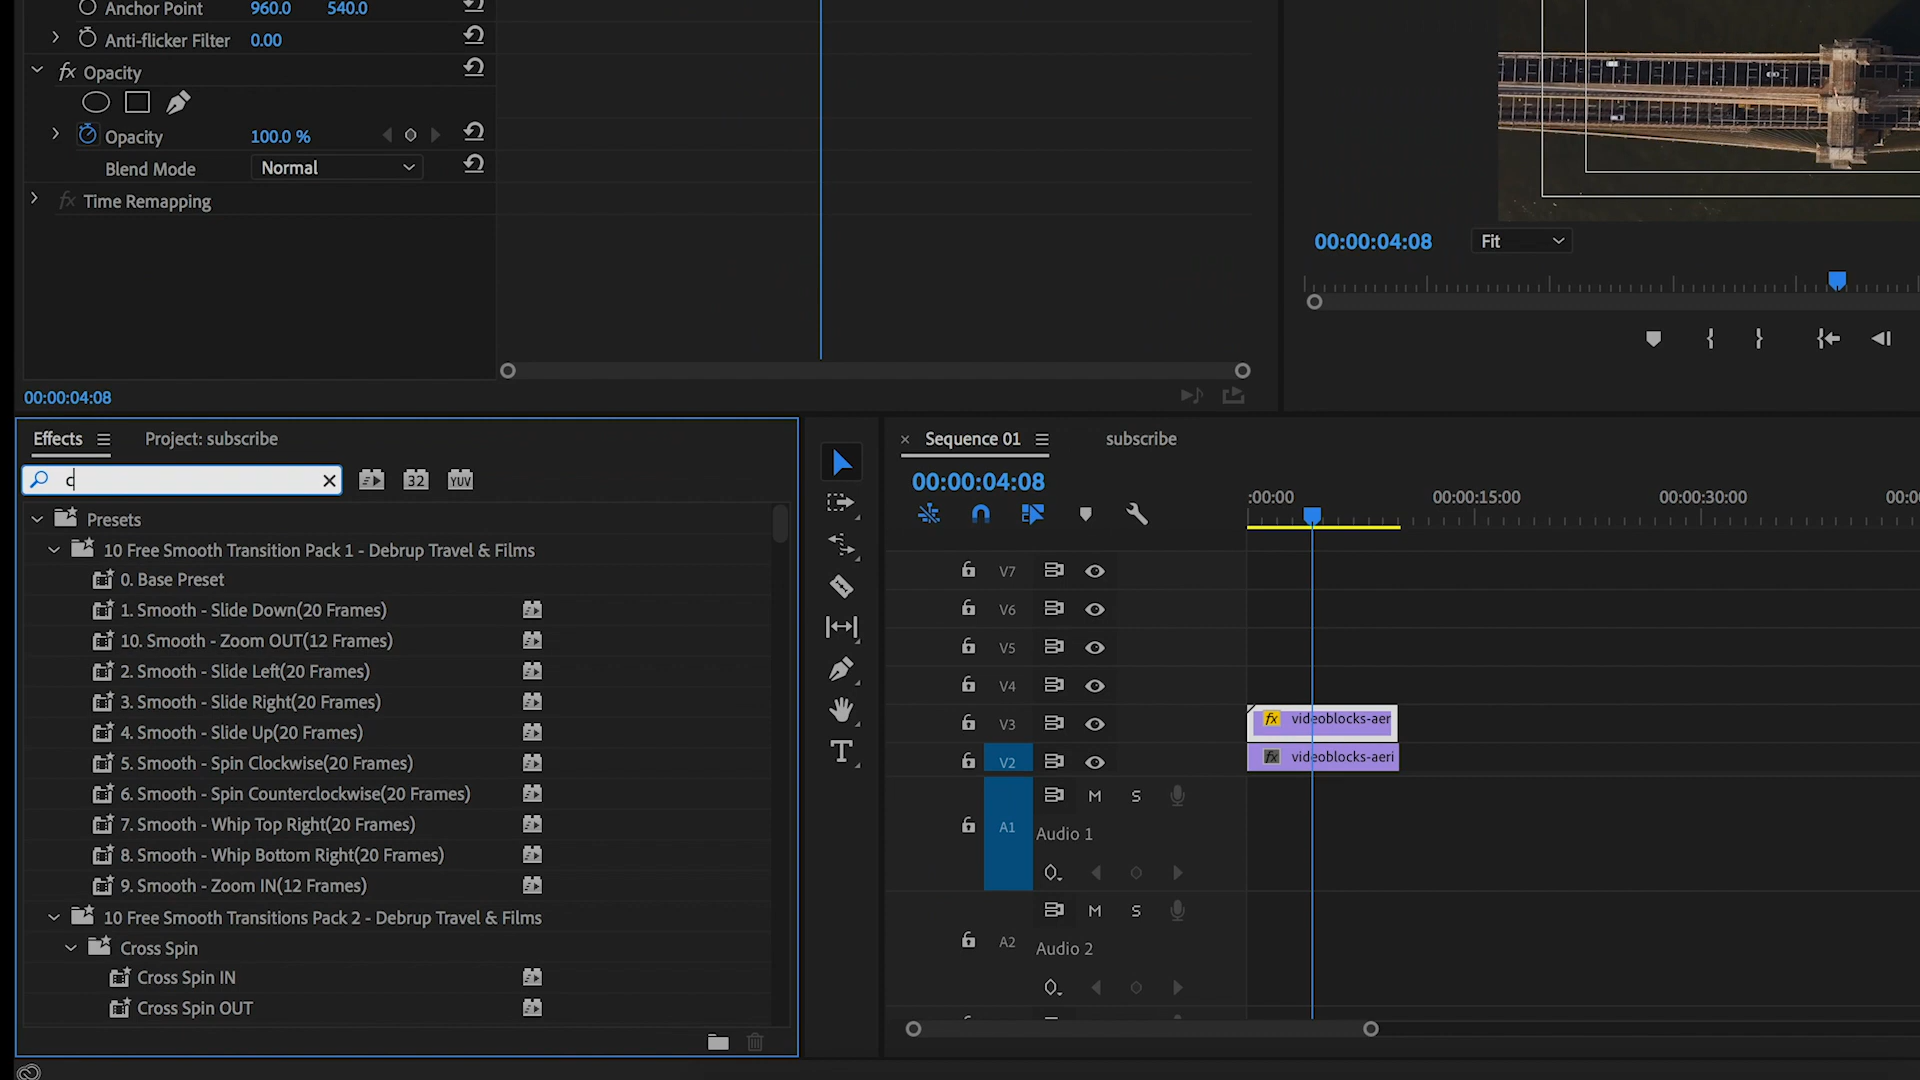 Anchor Point 960.0 540.0
Anti-flicker Filter 0.00
fx Opacity
Opacity 100.0 %
Blend Mode Normal
fx Time Remapping
00:00:04:08
00:00:04:08 Fit
Effects Project: subscribe
c 32 YUV
Presets
10 Free Smooth Transition Pack 1 - Debrup Travel & Films
0. Base Preset
1. Smooth - Slide Down(20 Frames)
10. Smooth - Zoom OUT(12 Frames)
2. Smooth - Slide Left(20 Frames)
3. Smooth - Slide Right(20 Frames)
4. Smooth - Slide Up(20 Frames)
5. Smooth - Spin Clockwise(20 Frames)
6. Smooth - Spin Counterclockwise(20 Frames)
7. Smooth - Whip Top Right(20 Frames)
8. Smooth - Whip Bottom Right(20 Frames)
9. Smooth - Zoom IN(12 Frames)
10 Free Smooth Transitions Pack 2 - Debrup Travel & Films
Cross Spin
Cross Spin IN
Cross Spin OUT
Sequence 01 subscribe
00:00:04:08
:00:00 00:00:15:00 00:00:30:00 00:0
V7
V6
V5
V4
V3 fx videoblocks-aer
V2 fx videoblocks-aeri
M S
A1 Audio 1
M S
A2 Audio 2